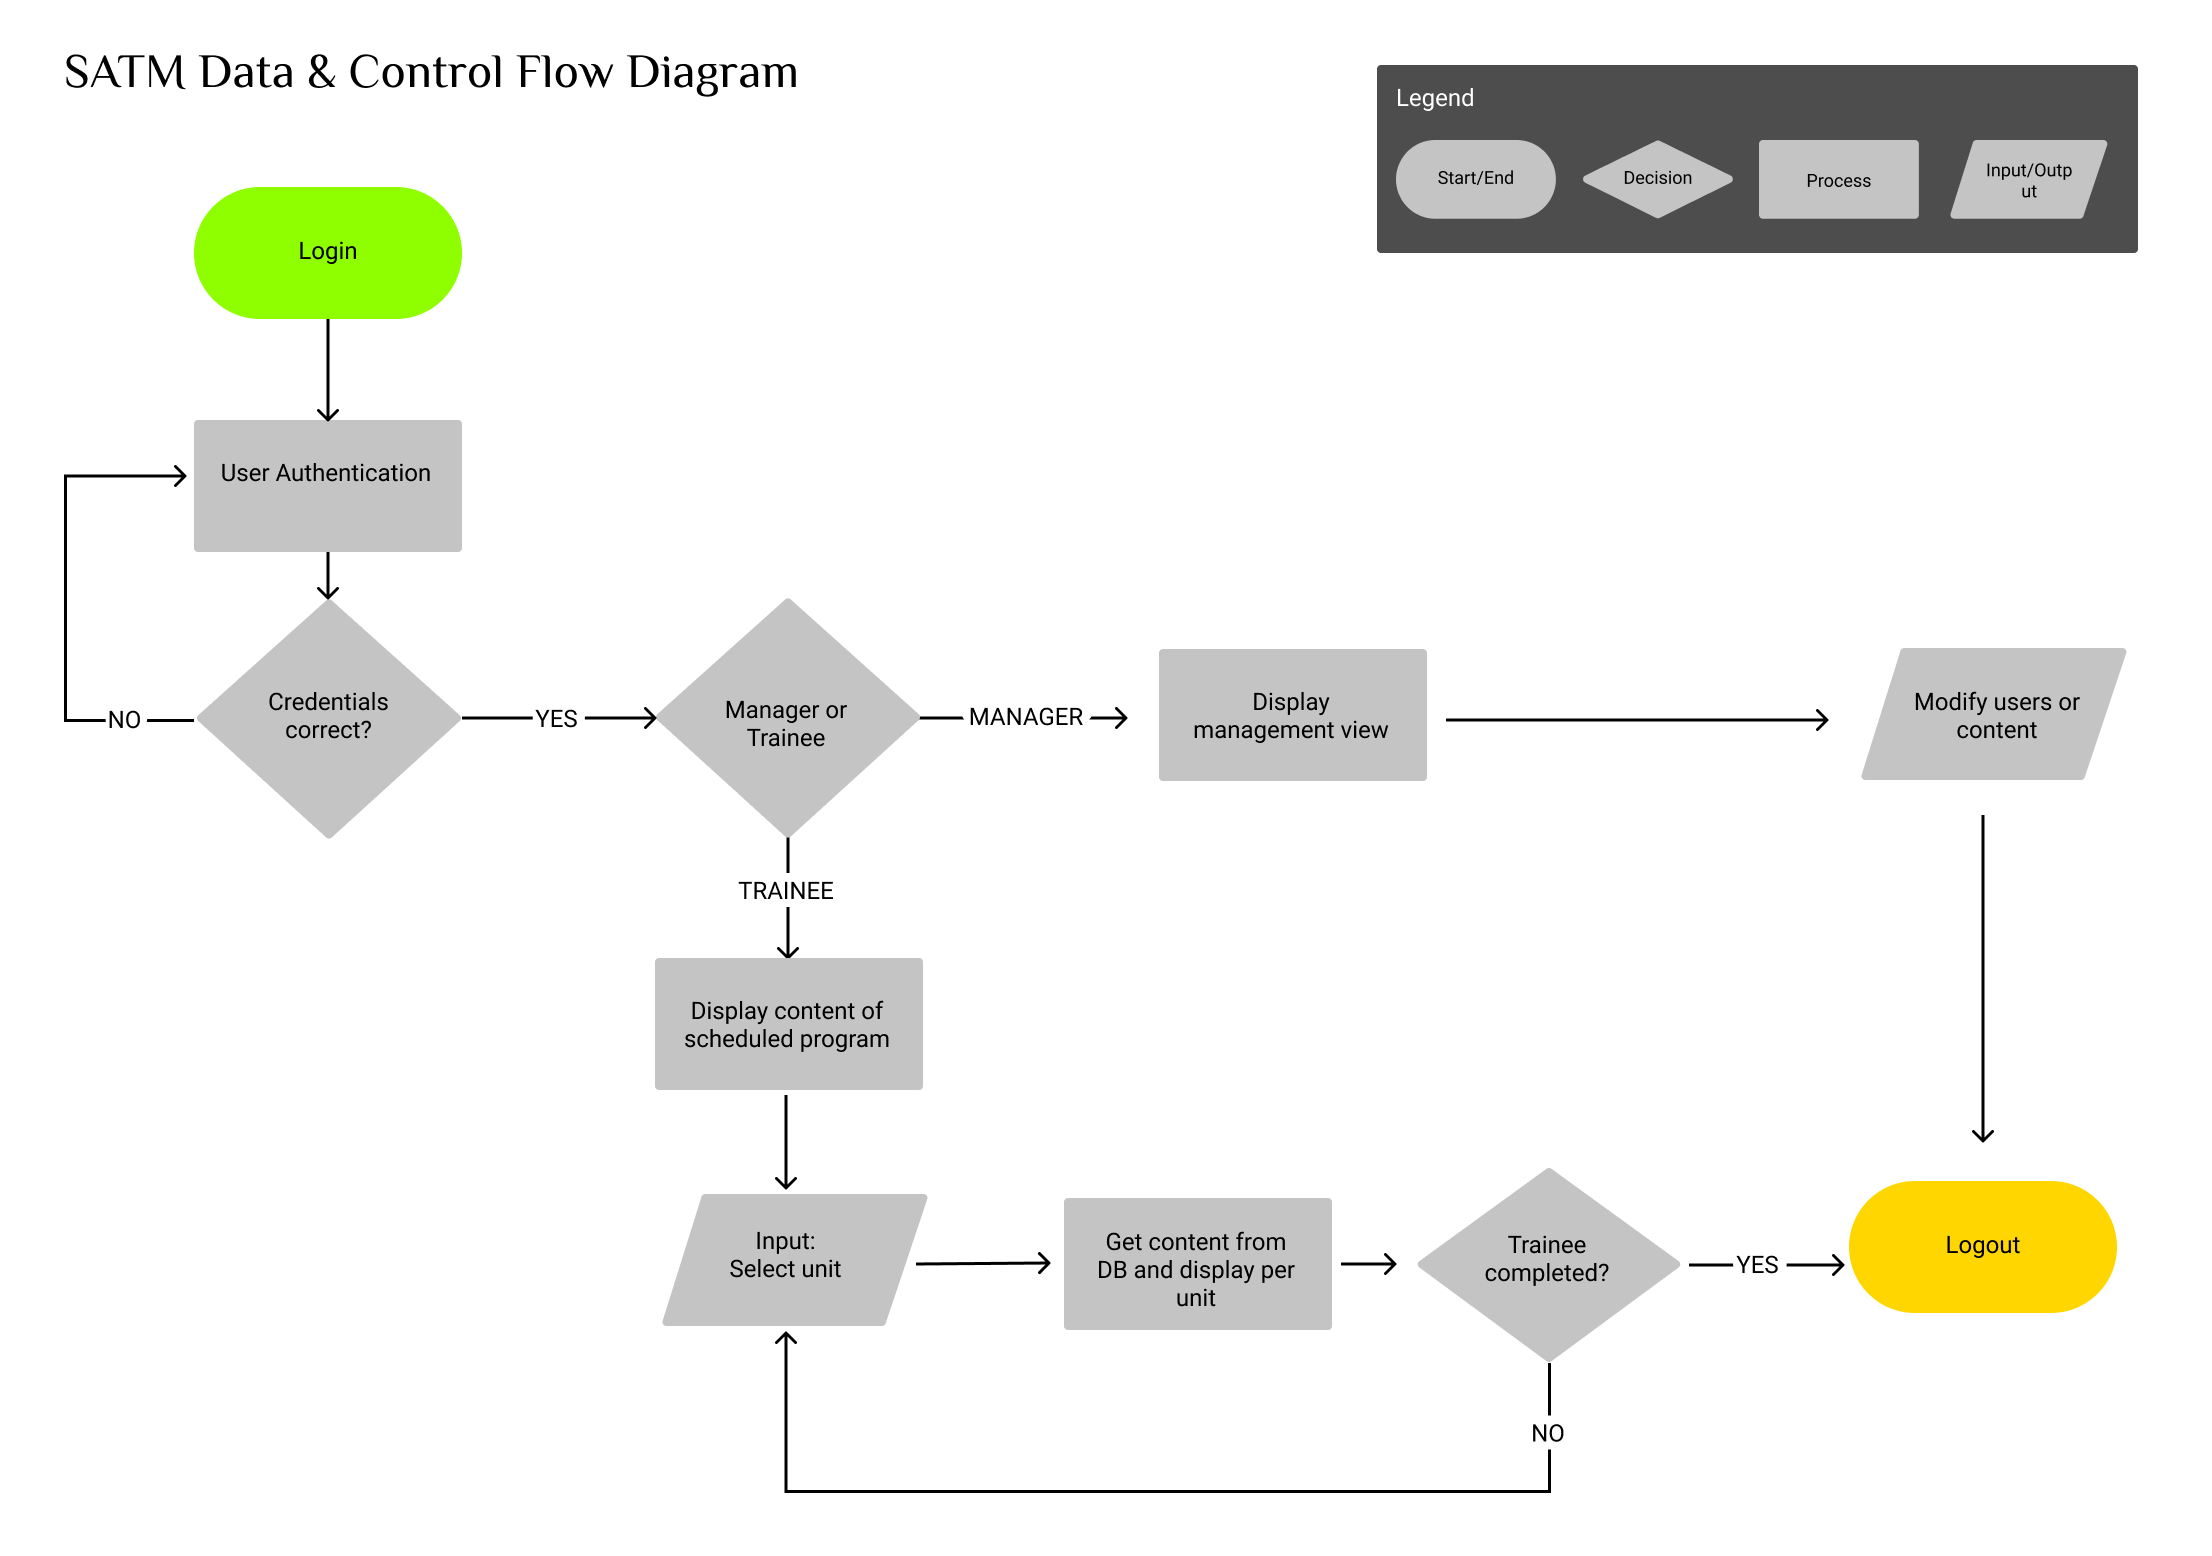 SATM Data & Control Flow Diagram
Legend
Start/End
Decision
Process
Input/Outp
ut
Login
User Authentication
Credentials
correct?
NO
YES
Manager or
Trainee
MANAGER
Display
management view
Modify users or
content
TRAINEE
Display content of
scheduled program
Input:
Select unit
Get content from
DB and display per
unit
Trainee
completed?
YES
Logout
NO